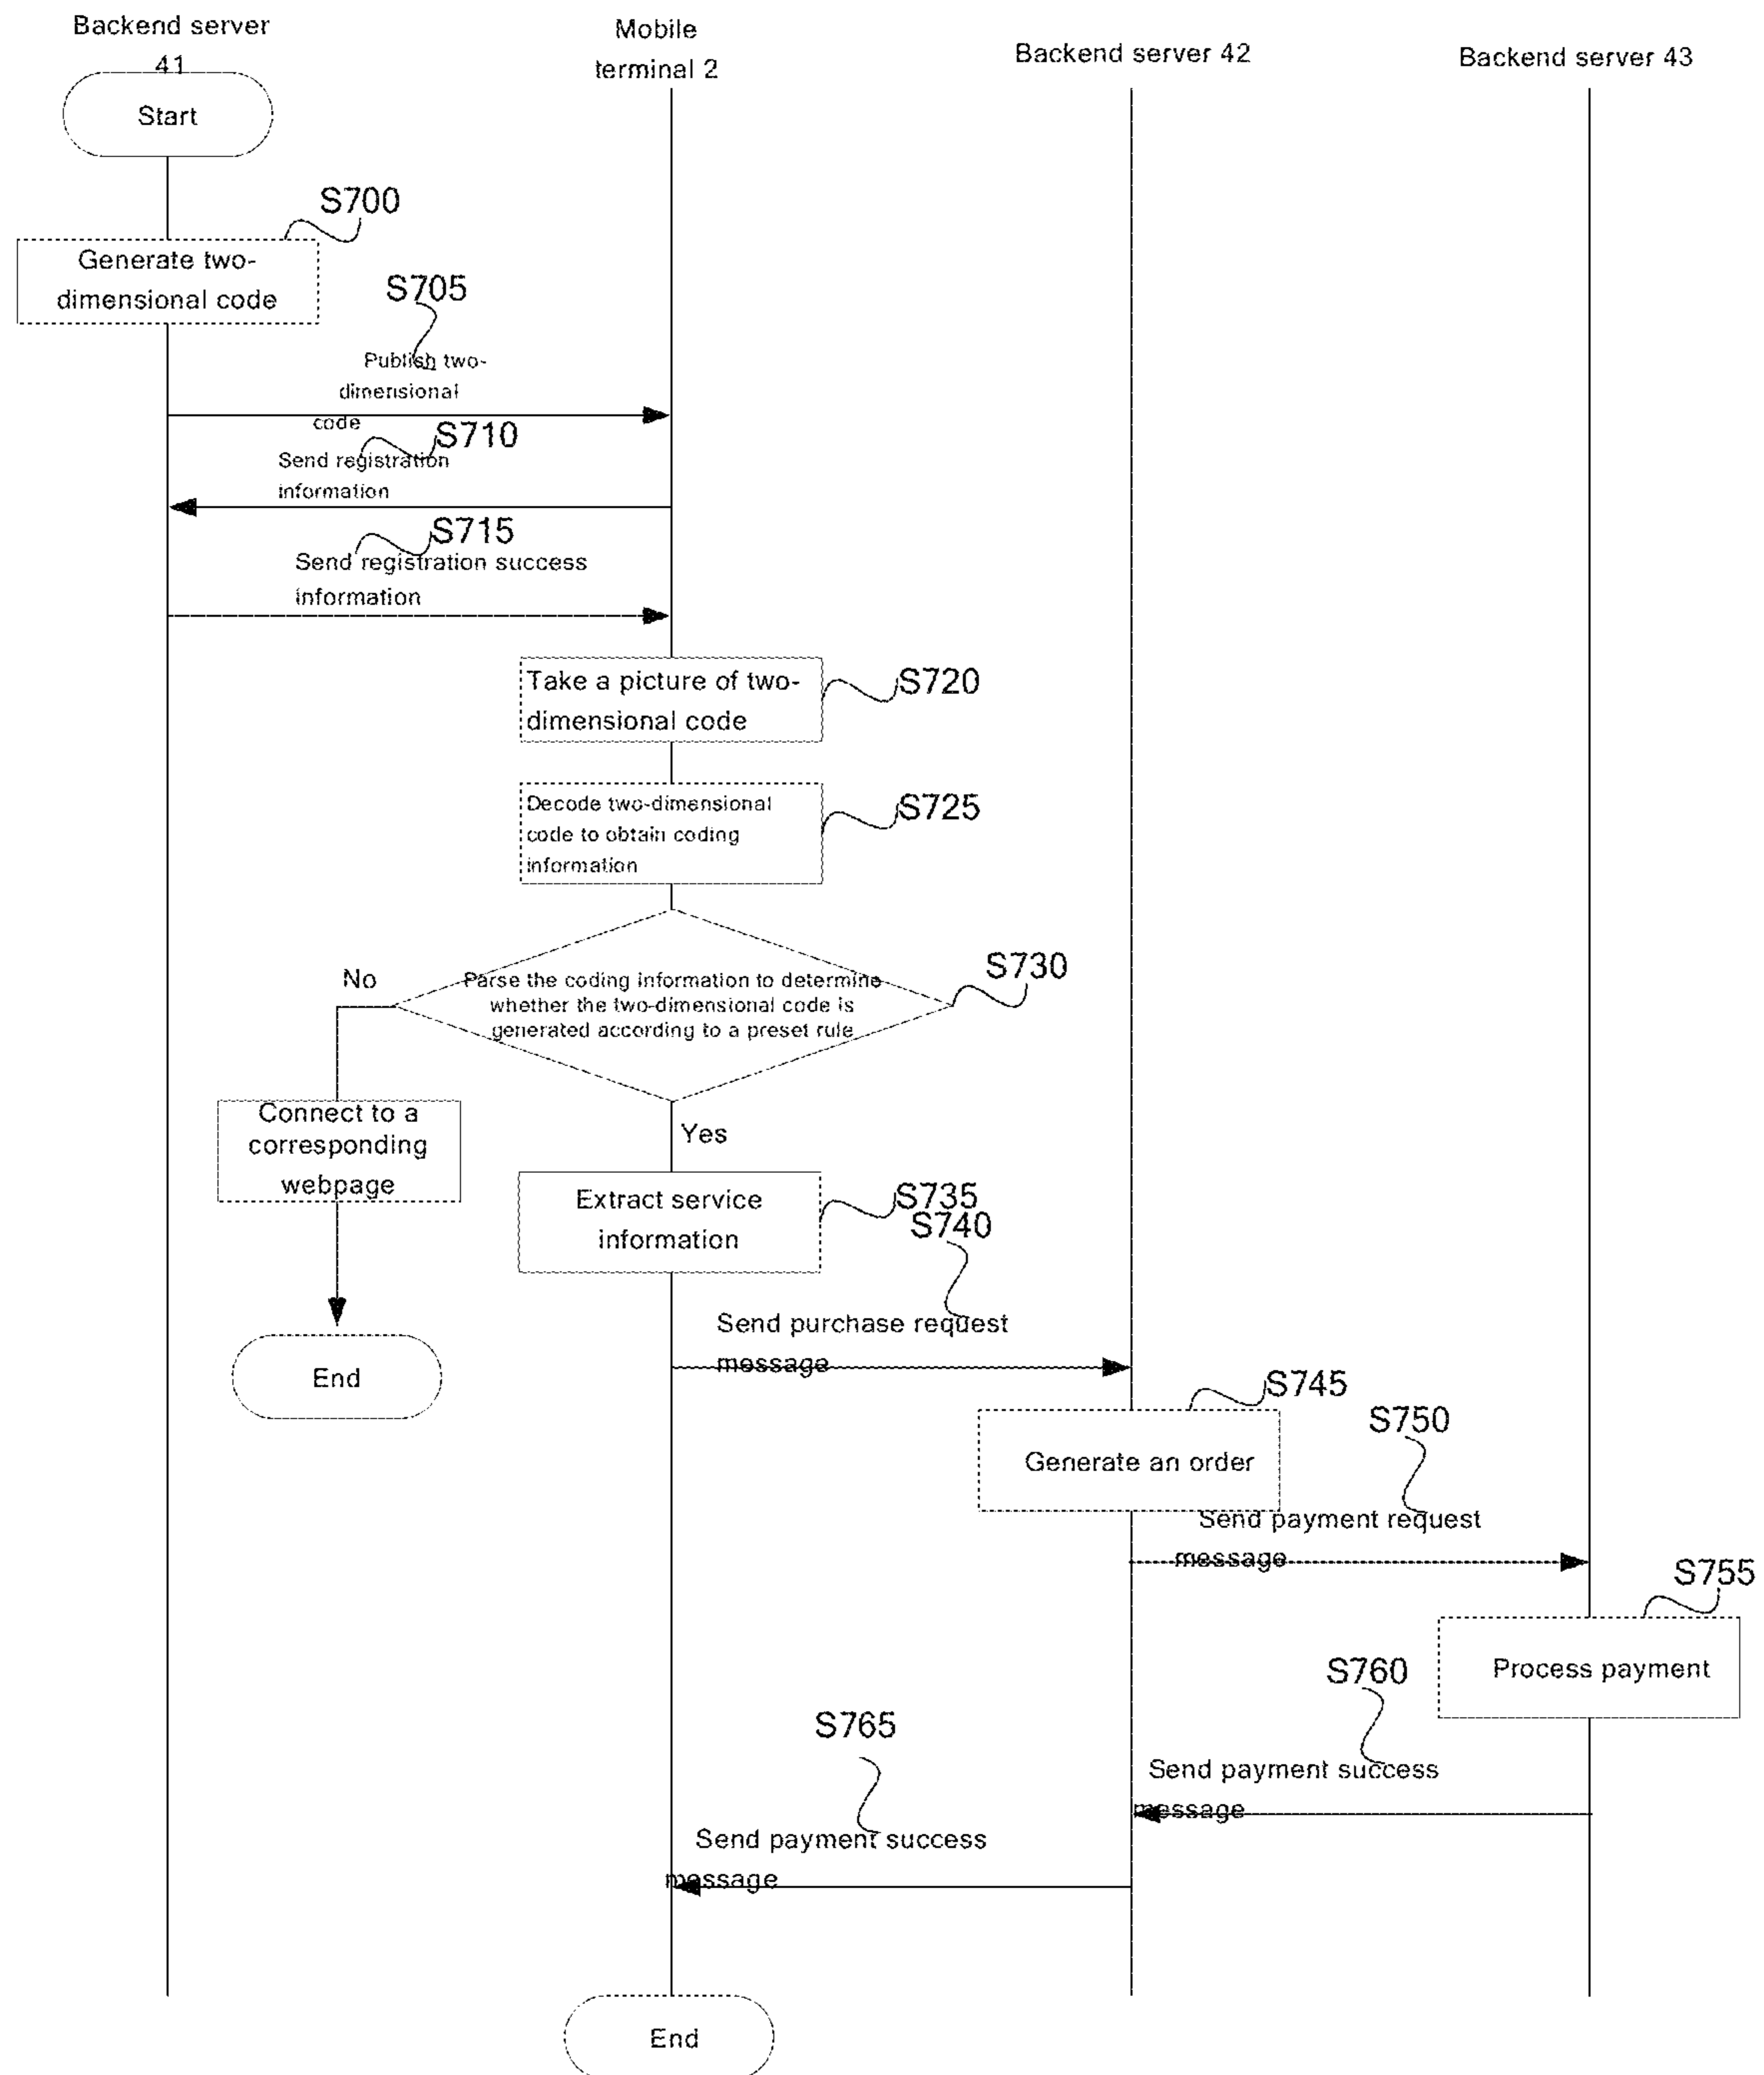 Backend server
41
Mobile
terminal 2
Backend server 42
Backend server 43
Start
S700
Generate two-
dimensional code
S705
Publish two-
dimensional
code
S710
Send registration
information
S715
Send registration success
information
Take a picture of two-
dimensional code
S720
Decode two-dimensional
code to obtain coding
information
S725
No
Parse the coding information to determine
whether the two-dimensional code is
generated according to a preset rule
S730
Connect to a
corresponding
webpage
Yes
Extract service
information
S735
S740
Send purchase request
message
End
S745
Generate an order
S750
Send payment request
message
S755
Process payment
S760
Send payment success
message
S765
Send payment success
message
End